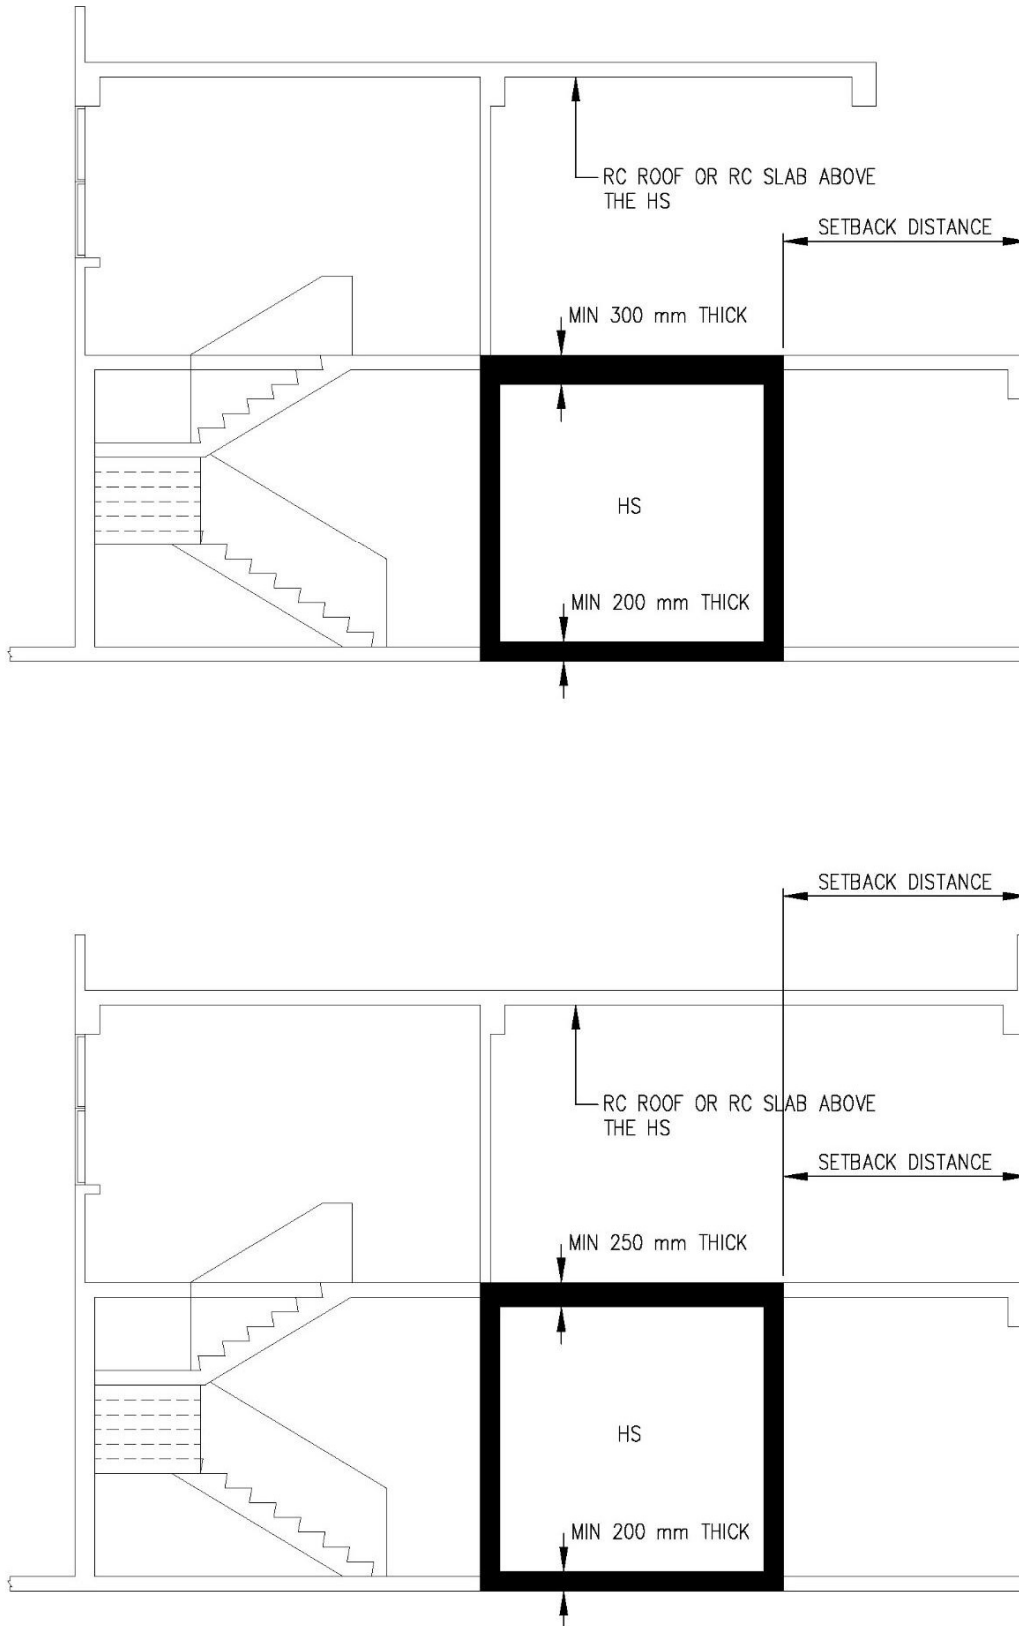 RC ROOF OR RC SLAB ABOVE
THE HS
SETBACK DISTANCE
MIN 300 mm THICK
HS
MIN 200 mm THICK
SETBACK DISTANCE
RC ROOF OR RC SLAB ABOVE
THE HS
SETBACK DISTANCE
MIN 250 mm THICK
HS
MIN 200 mm THICK